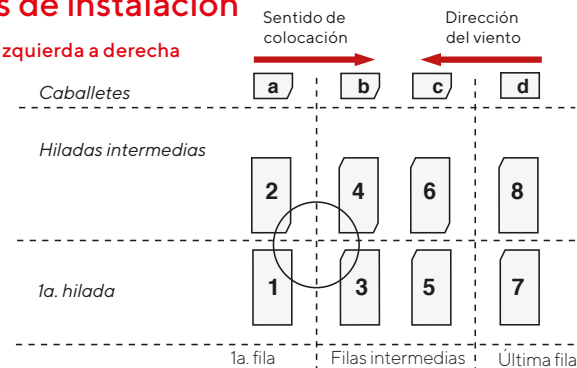 s de instalación
zquierda a derecha
Sentido de
colocación
Dirección
del viento
Caballetes
a b c d
Hiladas intermedias
2 4 6 8
1a. hilada
1 3 5 7
1a. fila Filas intermedias Última fila